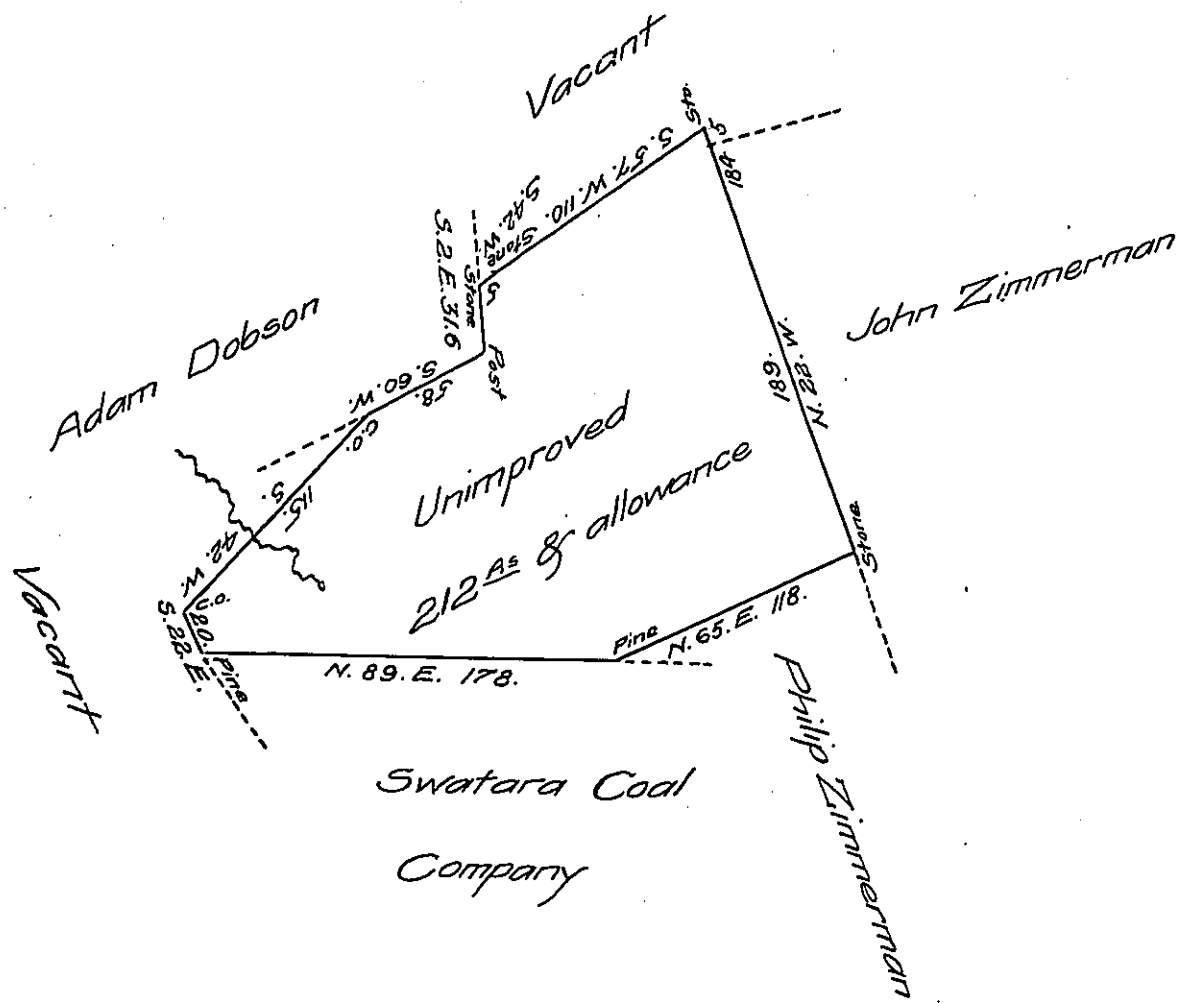 Vacant
Sto.
5
184
S. 57. W. 110.
Stone
S. 42. W.
5
Stone
S. 2. E. 31.6
Post
John Zimmerman
N. 22. W.
189.
Adam Dobson
S. 60. W.
58.
C.O.
Unimproved
212 As & allowance
S. 42. W.
115.
C.O.
20.
S. 22. E.
Pine
Vacant
Stone
Pine
N. 65. E. 118.
N. 89. E. 178.
Philip Zimmerman
Swatara Coal
Company